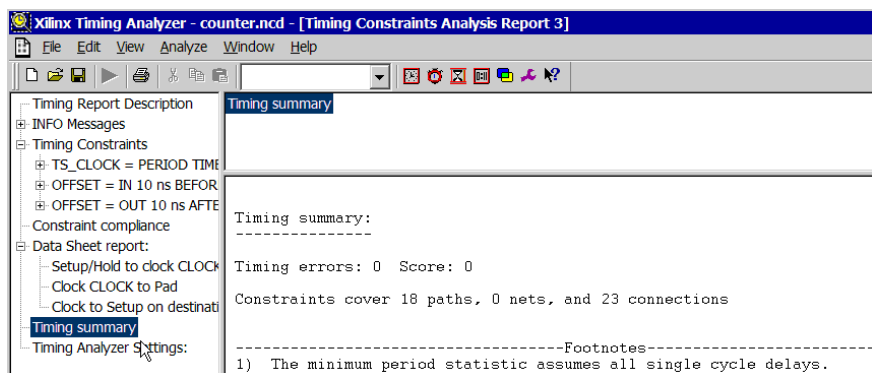 Xilinx Timing Analyzer - counter.ncd - [Timing Constraints Analysis Report 3]
File Edit View Analyze Window Help
Timing Report Description
INFO Messages
Timing Constraints
TS_CLOCK = PERIOD TIME
OFFSET = IN 10 ns BEFOR
OFFSET = OUT 10 ns AFTE
Constraint compliance
Data Sheet report:
Setup/Hold to clock CLOCK
Clock CLOCK to Pad
Clock to Setup on destinati
Timing summary
Timing Analyzer Settings:
Timing summary
Timing summary:
---------------
Timing errors: 0 Score: 0
Constraints cover 18 paths, 0 nets, and 23 connections
------------------------------------Footnotes-------------------------
1) The minimum period statistic assumes all single cycle delays.